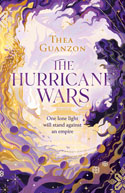 THEA
GUANZON
THE
HURRICANE
WARS
One lone light
will stand against
an empire